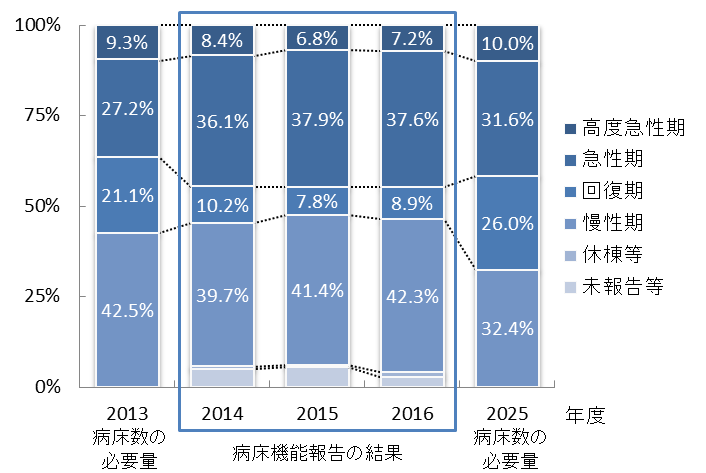 100%
75%
50%
25%
0%
9.3%
27.2%
21.1%
42.5%
8.4%
36.1%
10.2%
39.7%
6.8%
37.9%
7.8%
41.4%
7.2%
37.6%
8.9%
42.3%
10.0%
31.6%
26.0%
32.4%
高度急性期
急性期
回復期
慢性期
休棟等
未報告等
2013 2014 2015 2016 2025 年度
病床数の
必要量
病床機能報告の結果
病床数の
必要量